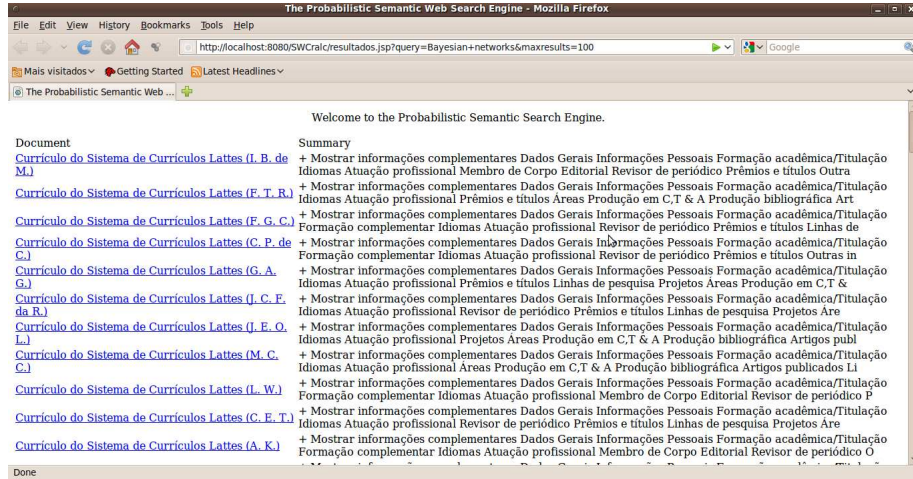 The Probabilistic Semantic Web Search Engine - Mozilla Firefox
File Edit View History Bookmarks Tools Help
http://localhost:8080/SWCralc/resultados.jsp?query=Bayesian+networks&maxresults=100
Google
Mais visitados Getting Started Latest Headlines
The Probabilistic Semantic Web ...
Welcome to the Probabilistic Semantic Search Engine.
Document Summary
Currículo do Sistema de Currículos Lattes (I. B. de M.)
+ Mostrar informações complementares Dados Gerais Informações Pessoais Formação acadêmica/Titulação
Idiomas Atuação profissional Membro de Corpo Editorial Revisor de periódico Prêmios e títulos Outra
Currículo do Sistema de Currículos Lattes (F. T. R.)
+ Mostrar informações complementares Dados Gerais Informações Pessoais Formação acadêmica/Titulação
Idiomas Atuação profissional Prêmios e títulos Áreas Produção em C,T & A Produção bibliográfica Art
Currículo do Sistema de Currículos Lattes (F. G. C.)
+ Mostrar informações complementares Dados Gerais Informações Pessoais Formação acadêmica/Titulação
Formação complementar Idiomas Atuação profissional Revisor de periódico Prêmios e títulos Linhas de
Currículo do Sistema de Currículos Lattes (C. P. de C.)
+ Mostrar informações complementares Dados Gerais Informações Pessoais Formação acadêmica/Titulação
Formação complementar Idiomas Atuação profissional Revisor de periódico Prêmios e títulos Outras in
Currículo do Sistema de Currículos Lattes (G. A. G.)
+ Mostrar informações complementares Dados Gerais Informações Pessoais Formação acadêmica/Titulação
Idiomas Atuação profissional Prêmios e títulos Linhas de pesquisa Projetos Áreas Produção em C,T &
Currículo do Sistema de Currículos Lattes (J. C. F. da R.)
+ Mostrar informações complementares Dados Gerais Informações Pessoais Formação acadêmica/Titulação
Idiomas Atuação profissional Revisor de periódico Prêmios e títulos Linhas de pesquisa Projetos Áre
Currículo do Sistema de Currículos Lattes (J. E. O. L.)
+ Mostrar informações complementares Dados Gerais Informações Pessoais Formação acadêmica/Titulação
Idiomas Atuação profissional Projetos Áreas Produção em C,T & A Produção bibliográfica Artigos publ
Currículo do Sistema de Currículos Lattes (M. C. C.)
+ Mostrar informações complementares Dados Gerais Informações Pessoais Formação acadêmica/Titulação
Idiomas Atuação profissional Áreas Produção em C,T & A Produção bibliográfica Artigos publicados Li
Currículo do Sistema de Currículos Lattes (L. W.)
+ Mostrar informações complementares Dados Gerais Informações Pessoais Formação acadêmica/Titulação
Formação complementar Idiomas Atuação profissional Membro de Corpo Editorial Revisor de periódico P
Currículo do Sistema de Currículos Lattes (C. E. T.)
+ Mostrar informações complementares Dados Gerais Informações Pessoais Formação acadêmica/Titulação
Idiomas Atuação profissional Revisor de periódico Prêmios e títulos Linhas de pesquisa Projetos Áre
Currículo do Sistema de Currículos Lattes (A. K.)
+ Mostrar informações complementares Dados Gerais Informações Pessoais Formação acadêmica/Titulação
Formação complementar Idiomas Atuação profissional Membro de Corpo Editorial Revisor de periódico O
Done